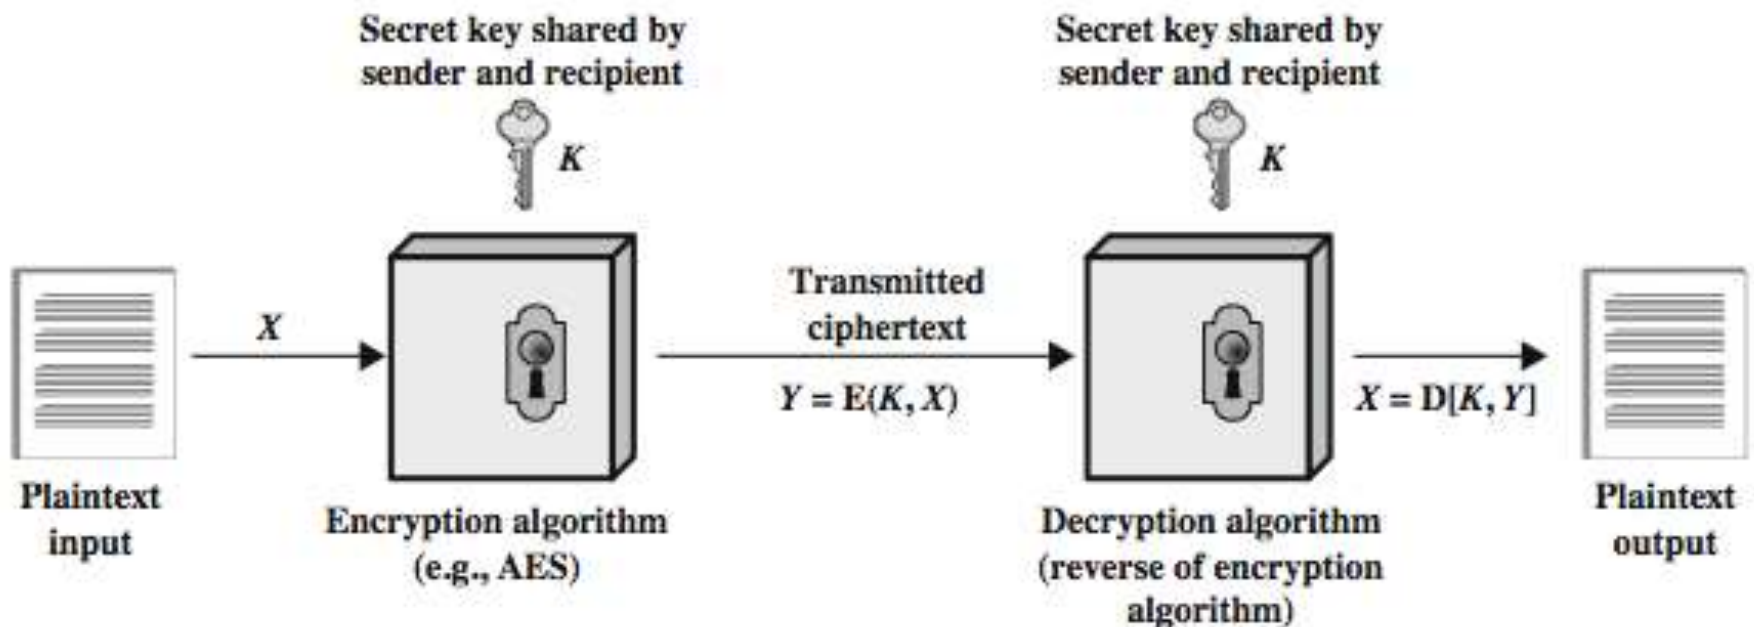 Secret key shared by
sender and recipient
K
Secret key shared by
sender and recipient
K
X
Transmitted
ciphertext
Y = E(K, X)
X = D[K, Y]
Plaintext
input
Encryption algorithm
(e.g., AES)
Decryption algorithm
(reverse of encryption
algorithm)
Plaintext
output